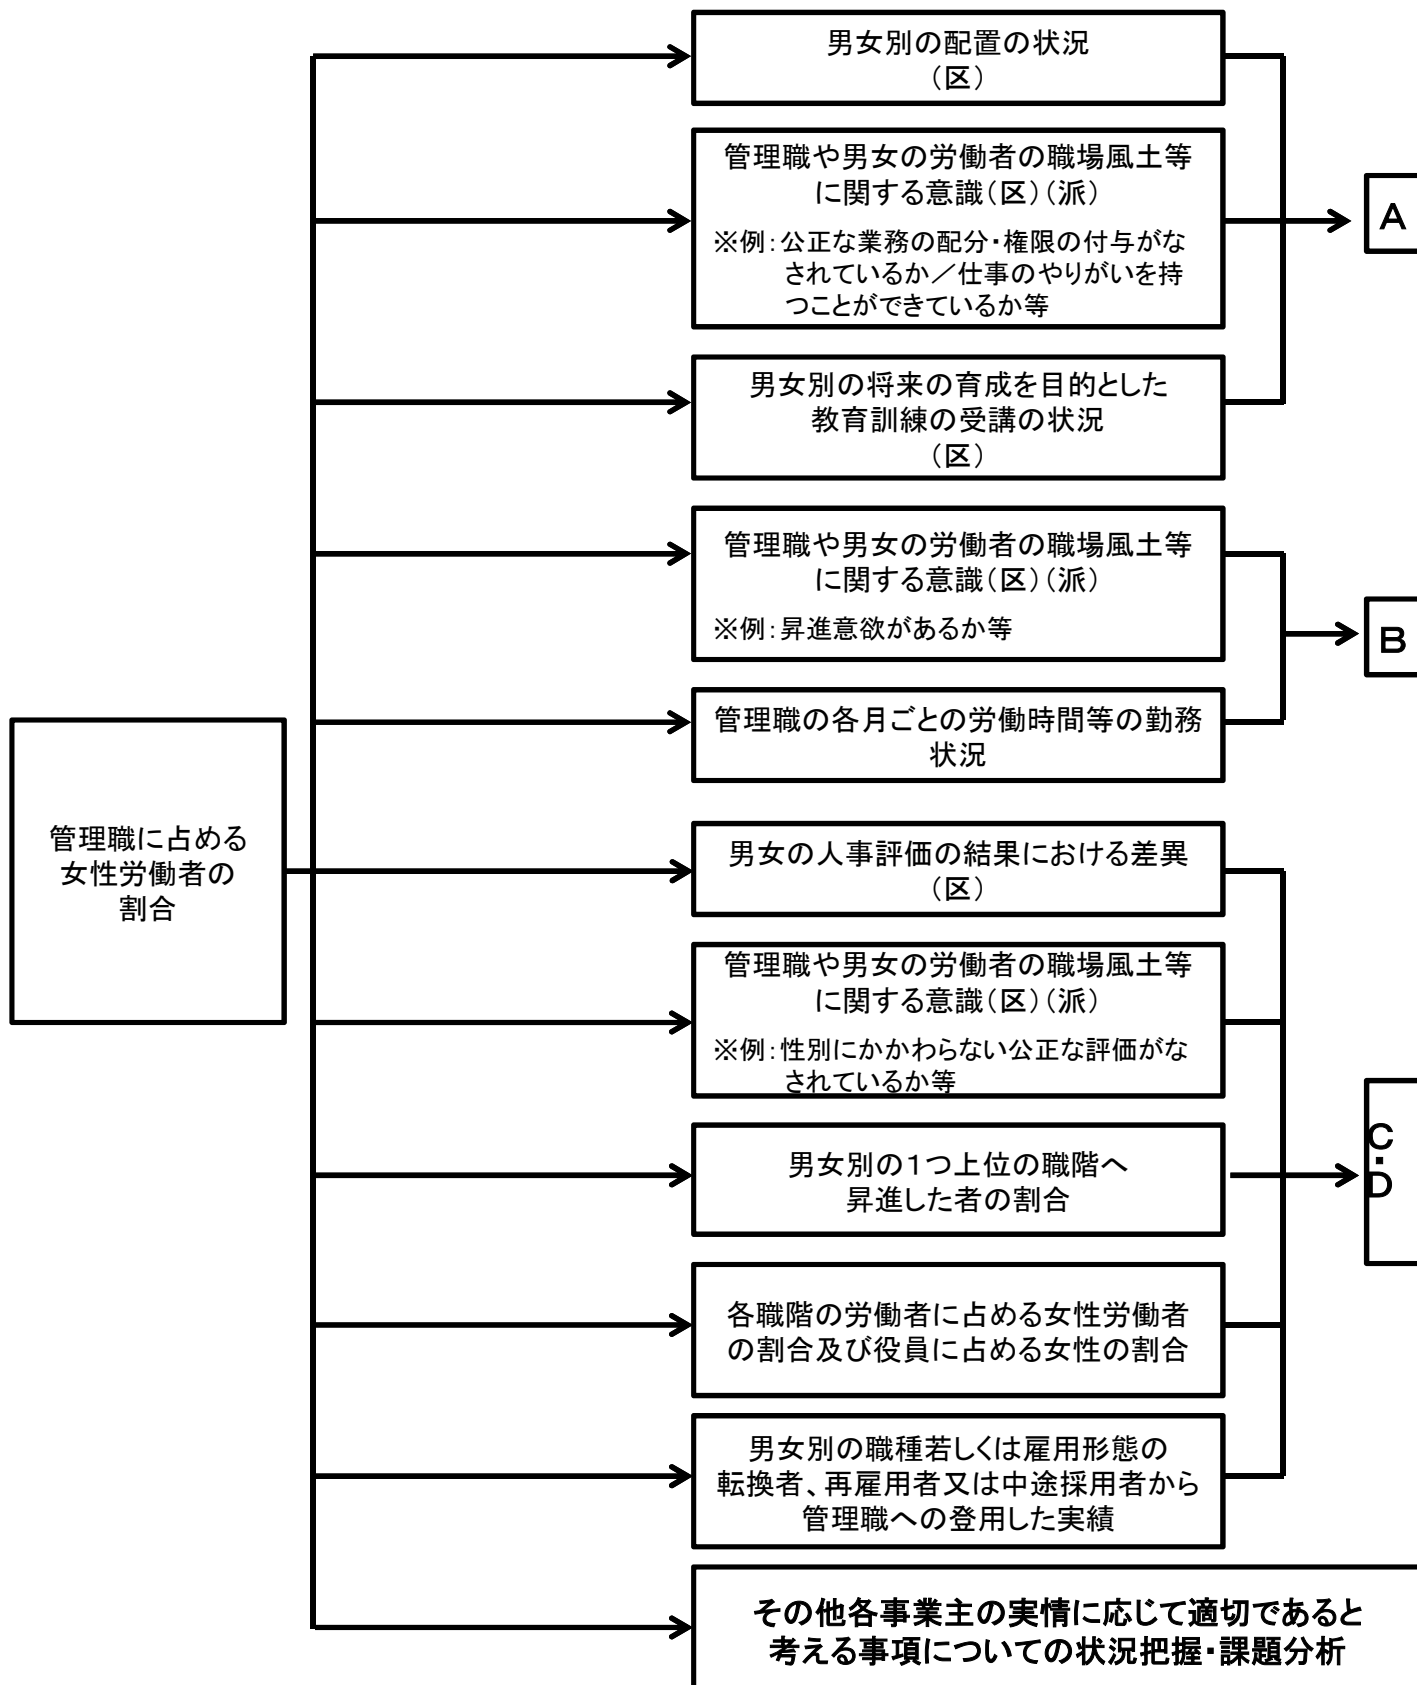 男女別の配置の状況
（区）
管理職や男女の労働者の職場風土等
に関する意識（区）（派）
※例：公正な業務の配分・権限の付与がな
されているか／仕事のやりがいを持
つことができているか等
A
男女別の将来の育成を目的とした
教育訓練の受講の状況
（区）
管理職や男女の労働者の職場風土等
に関する意識（区）（派）
※例：昇進意欲があるか等
B
管理職の各月ごとの労働時間等の勤務
状況
管理職に占める
女性労働者の
割合
男女の人事評価の結果における差異
（区）
管理職や男女の労働者の職場風土等
に関する意識（区）（派）
※例：性別にかかわらない公正な評価がな
されているか等
男女別の１つ上位の職階へ
昇進した者の割合
C
・
D
各職階の労働者に占める女性労働者
の割合及び役員に占める女性の割合
男女別の職種若しくは雇用形態の
転換者、再雇用者又は中途採用者から
管理職への登用した実績
その他各事業主の実情に応じて適切であると
考える事項についての状況把握・課題分析